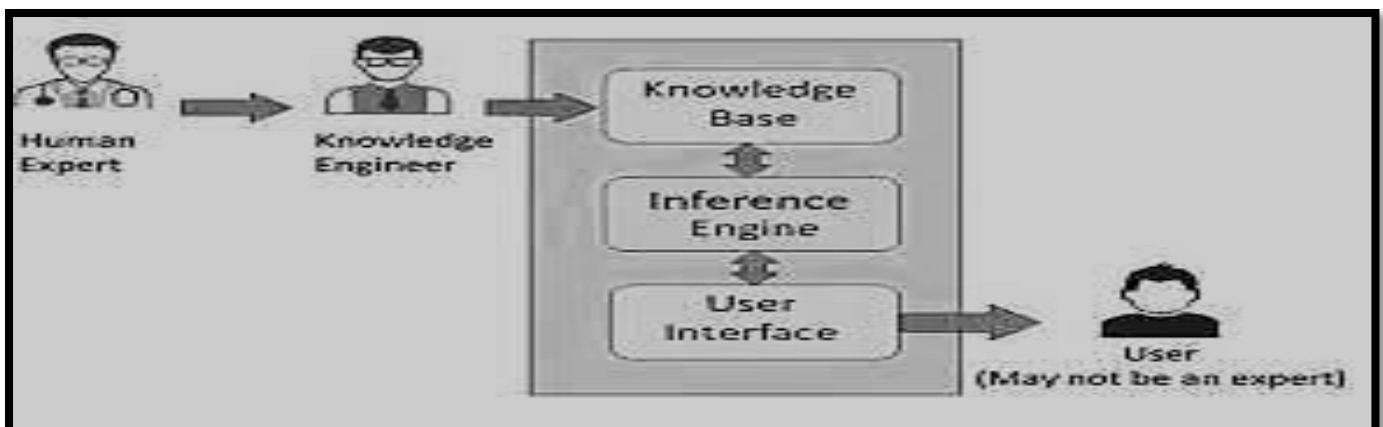 Human
Expert
Knowledge
Engineer
Knowledge
Base
Inference
Engine
User
Interface
User
(May not be an expert)